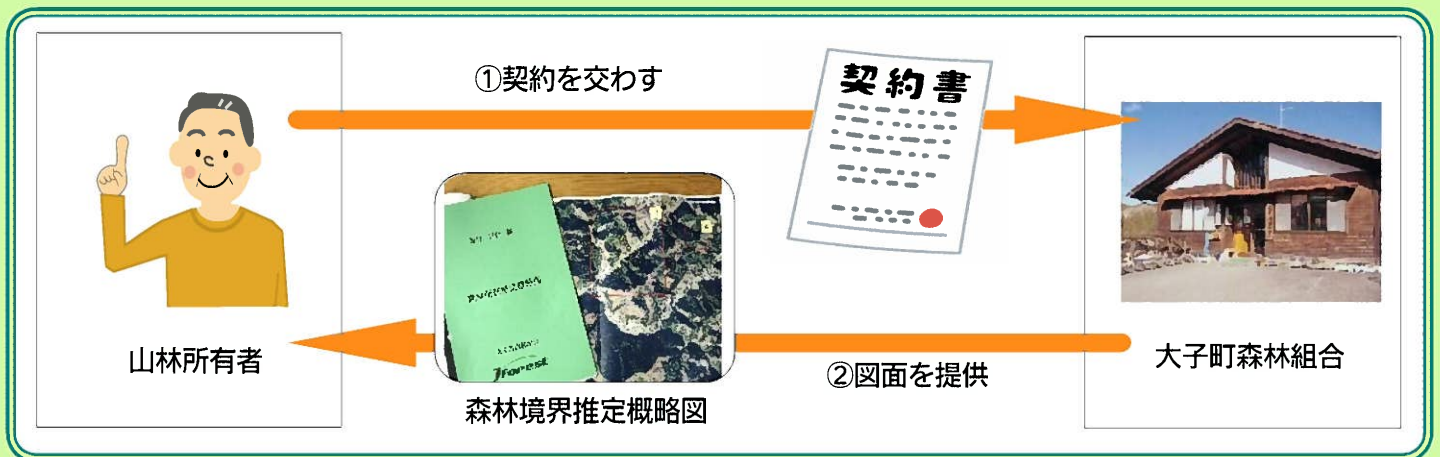 ①契約を交わす
契約書
山林所有者
JForest
森林境界推定概略図
②図面を提供
大子町森林組合